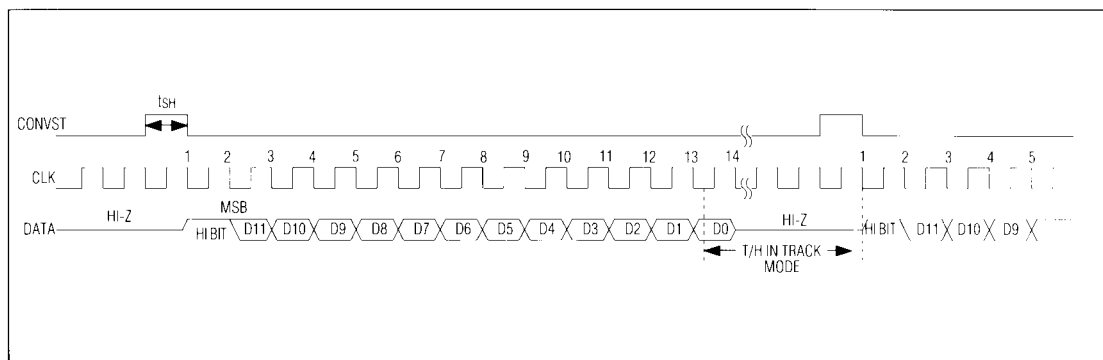 tSH
CONVST
1 2 3 4 5 6 7 8 9 10 11 12 13 14 1 2 3 4 5
CLK
MSB
HI-Z HI-Z
DATA HI BIT D11 D10 D9 D8 D7 D6 D5 D4 D3 D2 D1 D0 HI BIT D11 D10 D9
T/H IN TRACK
MODE